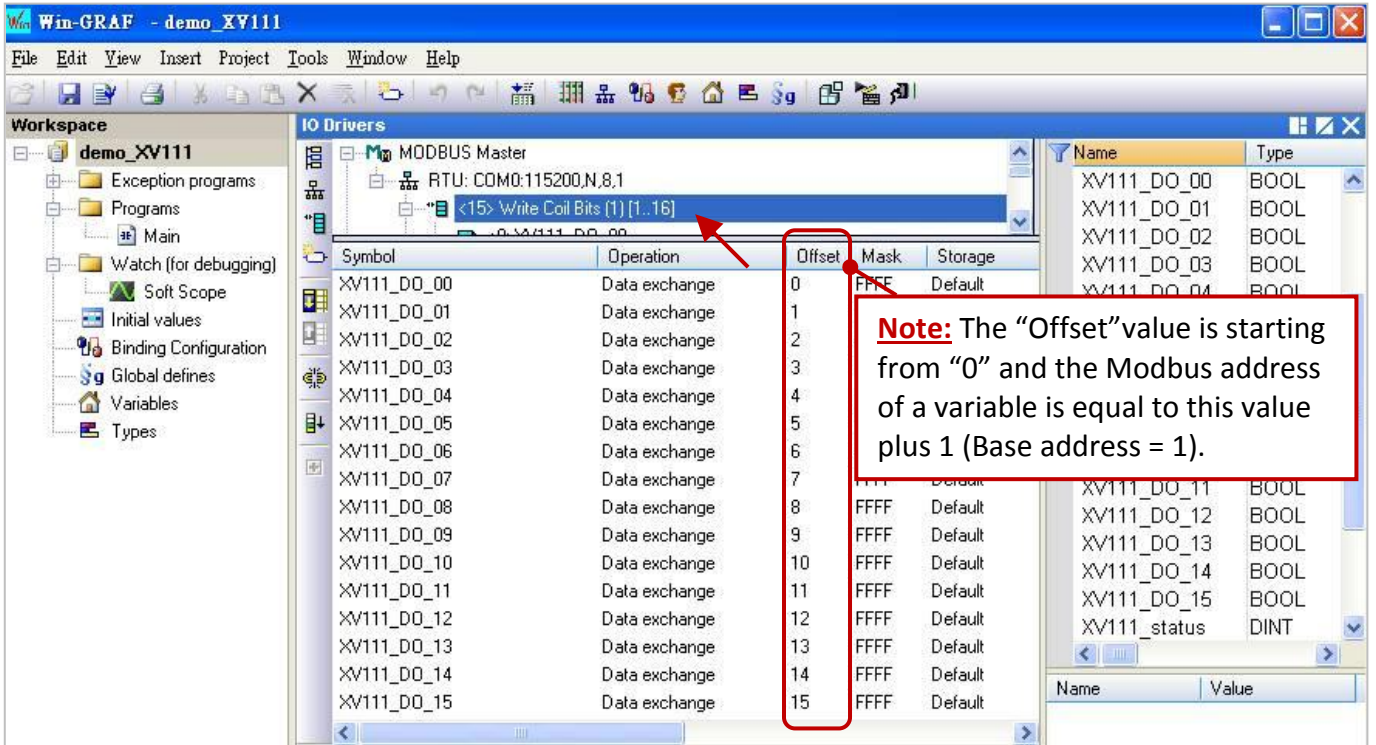 Win-GRAF - demo_XV111
File Edit View Insert Project Tools Window Help
Workspace
demo_XV111
Exception programs
Programs
Main
Watch (for debugging)
Soft Scope
Initial values
Binding Configuration
Global defines
Variables
Types
IO Drivers
MODBUS Master
RTU: COM0:115200,N,8,1
<15> Write Coil Bits (1) [1..16]
Symbol Operation Offset Mask Storage
XV111_DO_00 Data exchange 0 FFFF Default
XV111_DO_01 Data exchange 1
XV111_DO_02 Data exchange 2
XV111_DO_03 Data exchange 3
XV111_DO_04 Data exchange 4
XV111_DO_05 Data exchange 5
XV111_DO_06 Data exchange 6
XV111_DO_07 Data exchange 7 Default
XV111_DO_08 Data exchange 8 FFFF Default
XV111_DO_09 Data exchange 9 FFFF Default
XV111_DO_10 Data exchange 10 FFFF Default
XV111_DO_11 Data exchange 11 FFFF Default
XV111_DO_12 Data exchange 12 FFFF Default
XV111_DO_13 Data exchange 13 FFFF Default
XV111_DO_14 Data exchange 14 FFFF Default
XV111_DO_15 Data exchange 15 FFFF Default
Note: The “Offset”value is starting
from “0” and the Modbus address
of a variable is equal to this value
plus 1 (Base address = 1).
Name Type
XV111_DO_00 BOOL
XV111_DO_01 BOOL
XV111_DO_02 BOOL
XV111_DO_03 BOOL
XV111_DO_04 BOOL
XV111_DO_11 BOOL
XV111_DO_12 BOOL
XV111_DO_13 BOOL
XV111_DO_14 BOOL
XV111_DO_15 BOOL
XV111_status DINT
Name Value